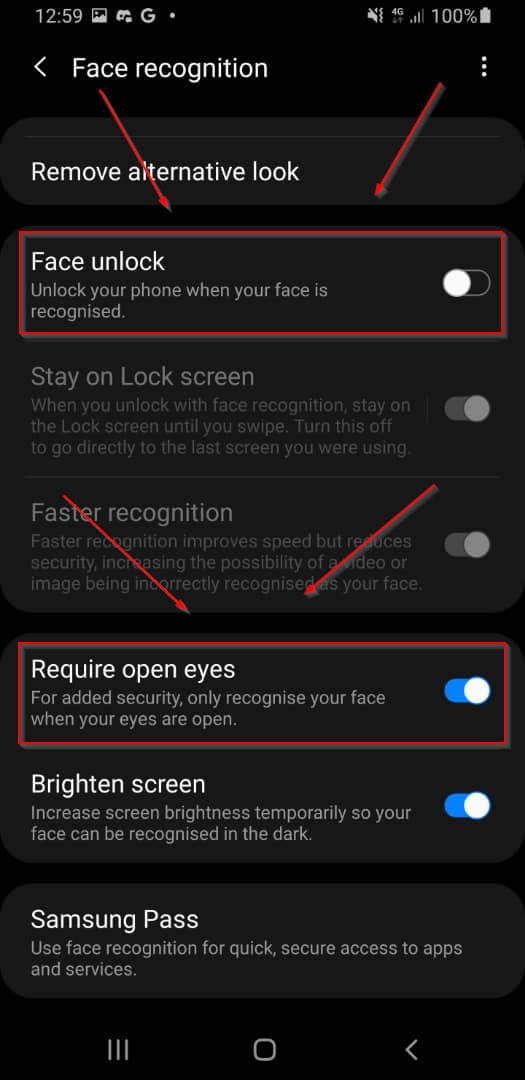 12:59 4G 100%
Face recognition
Remove alternative look
Face unlock
Unlock your phone when your face is
recognised.
Stay on Lock screen
When you unlock with face recognition, stay on
the Lock screen until you swipe. Turn this off
to go directly to the last screen you were using.
Faster recognition
Faster recognition improves speed but reduces
security, increasing the possibility of a video or
image being incorrectly recognised as your face.
Require open eyes
For added security, only recognise your face
when your eyes are open.
Brighten screen
Increase screen brightness temporarily so your
face can be recognised in the dark.
Samsung Pass
Use face recognition for quick, secure access to apps
and services.